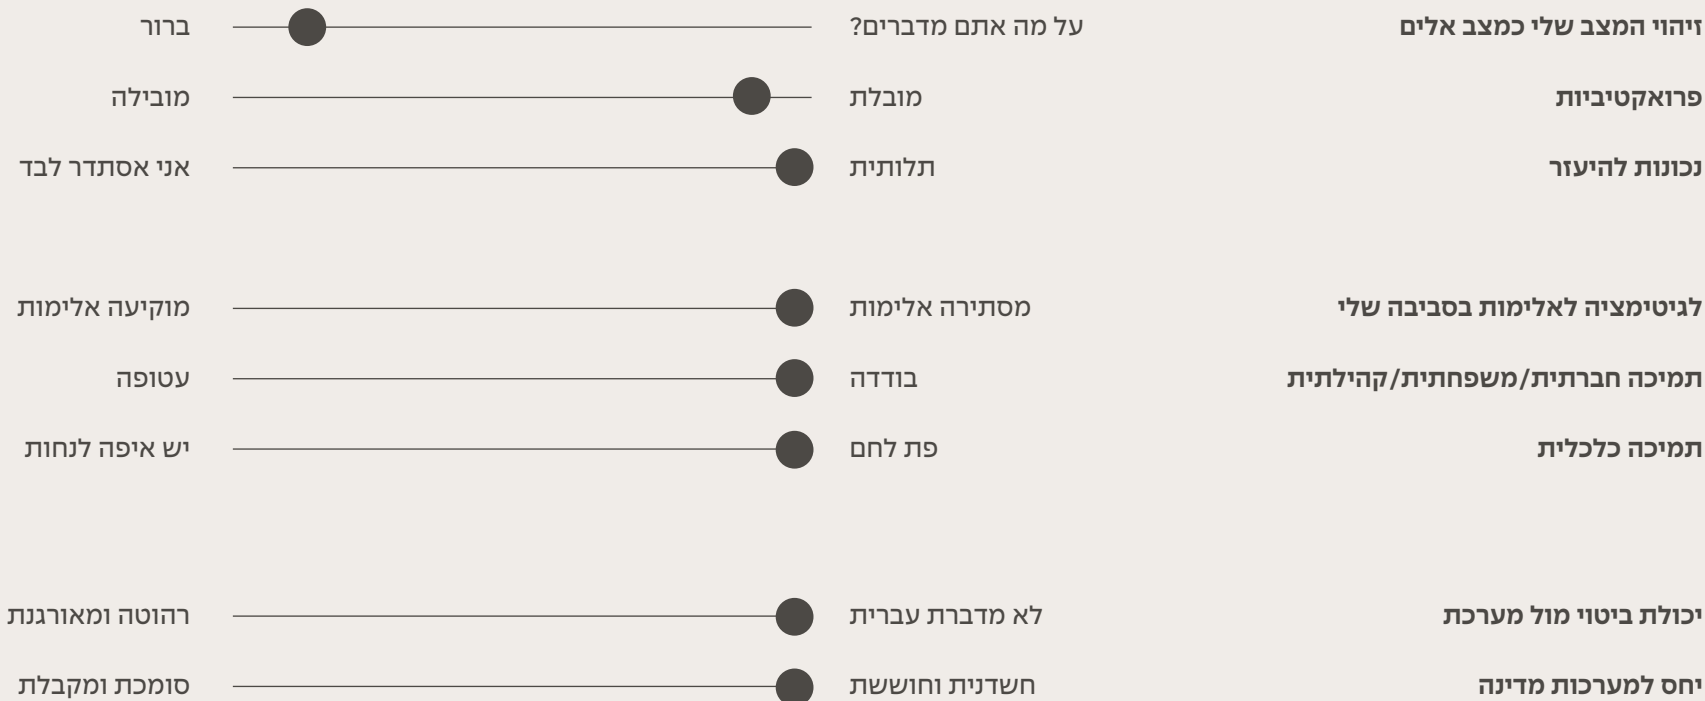 זיהוי המצב שלי כמצב אלים על מה אתם מדברים? ברור
פרואקטיביות מובלת מובילה
נכונות להיעזר תלותית אני אסתדר לבד
לגיטימציה לאלימות בסביבה שלי מסתירה אלימות מוקיעה אלימות
תמיכה חברתית/משפחתית/קהילתית בודדה עטופה
תמיכה כלכלית פת לחם יש איפה לנחות
יכולת ביטוי מול מערכת לא מדברת עברית רהוטה ומאורגנת
יחס למערכות מדינה חשדנית וחוששת סומכת ומקבלת